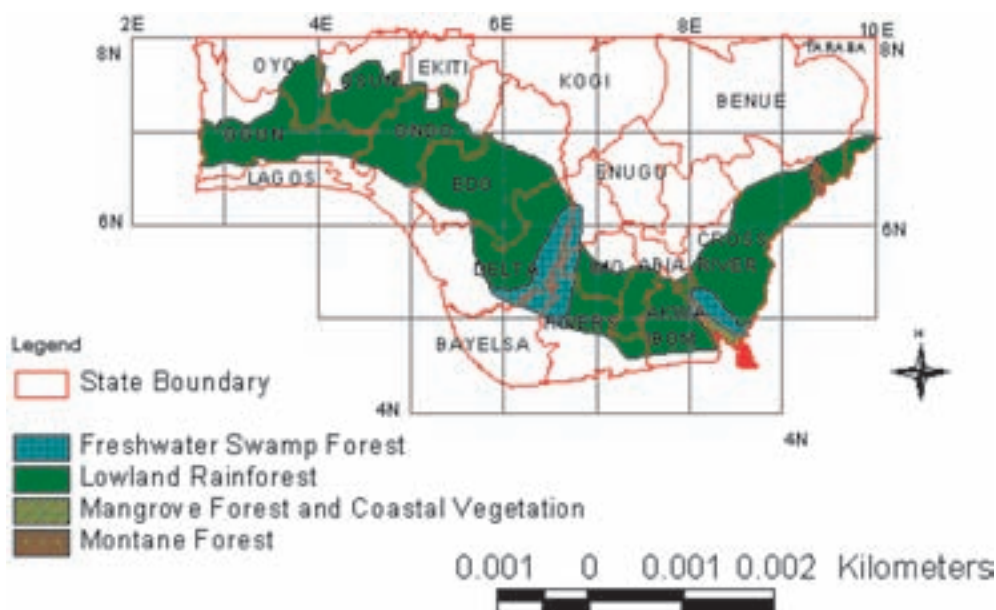 2E 4E 6E 8E 10E
8N 8N
TARABA
OYO OSUN EKITI KOGI
BENUE
OGUN ONDO
LAGOS EDO ENUGU
6N 6N
CROSS
DELTA IMO ABIA RIVER
RIVERS AKWA
BAYELSA BOM
4N 4N
N
Legend
State Boundary
Freshwater Swamp Forest
Lowland Rainforest
Mangrove Forest and Coastal Vegetation
Montane Forest
0.001 0 0.001 0.002 Kilometers